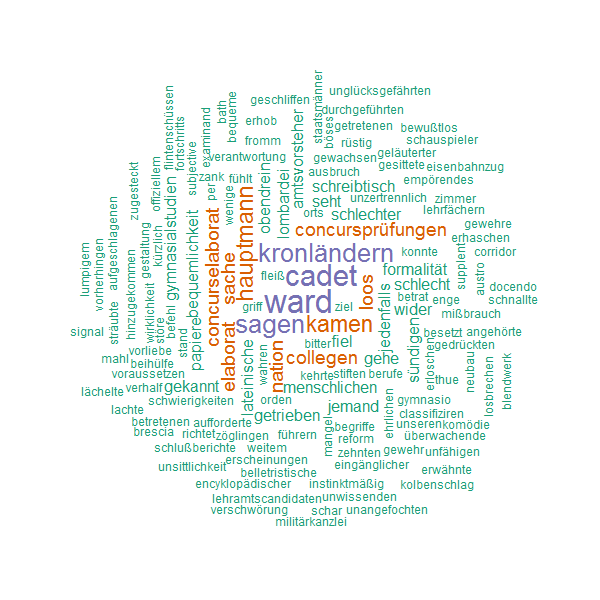 unglücksgefährten
geschliffen
durchgeführten
staatsmänner
bath
bequeme
erhob
getretenen
bewußtlos
flintenschüssen
fortschritts
examinand
fromm
amtsvorsteher
böses
rüstig
schauspieler
subjective
verantwortung
gewachsen
geläuterter
gesittete
eisenbahnzug
zank
fühlt
obendrein
lombardei
ausbruch
empörendes
zugesteckt
offiziellem
gymnasialstudien
per
wenige
seht
schreibtisch
unzertrennlich
zimmer
lehrfächern
orts
schlechter
gewehre
aufgeschlagenen
kürzlich
bequemlichkeit
concurselaborat
hauptmann
concursprüfungen
erhaschen
lumpigem
vorherhingen
hinzugekommen
gestaltung
sache
kronländern
konnte
supplent
corridor
wirklichkeit
befehl
papiere
fleiß
cadet
loos
formalität
schlecht
austro
docendo
störe
stand
griff
ward
ziel
betrat
enge
schnallte
signal
sträubte
elaborat
sagen
kamen
wider
mißbrauch
jedenfalls
besetzt
angehörte
mahl
vorliebe
beihülfe
nation
bitter
fiel
sündigen
gedrückten
voraussetzen
wahren
collegen
gehe
erloschen
neubau
losbrechen
blendwerk
lächelte
verhalf
gekannt
lateinische
kehrte
stiften
berufe
thue
menschlichen
schwierigkeiten
orden
jemand
gymnasio
lachte
getrieben
classifiziren
betretenen
aufforderte
mangel
begriffe
ehrlichen
unseren
komödie
brescia
richtet
zöglingen
führern
reform
überwachende
schlußberichte
weitem
zehnten
gewehr
unfähigen
unsittlichkeit
erscheinungen
eingänglicher
erwähnte
belletristische
encyklopädischer
instinktmäßig
kolbenschlag
lehramtscandidaten
unwissenden
verschwörung
schar
unangefochten
militärkanzlei